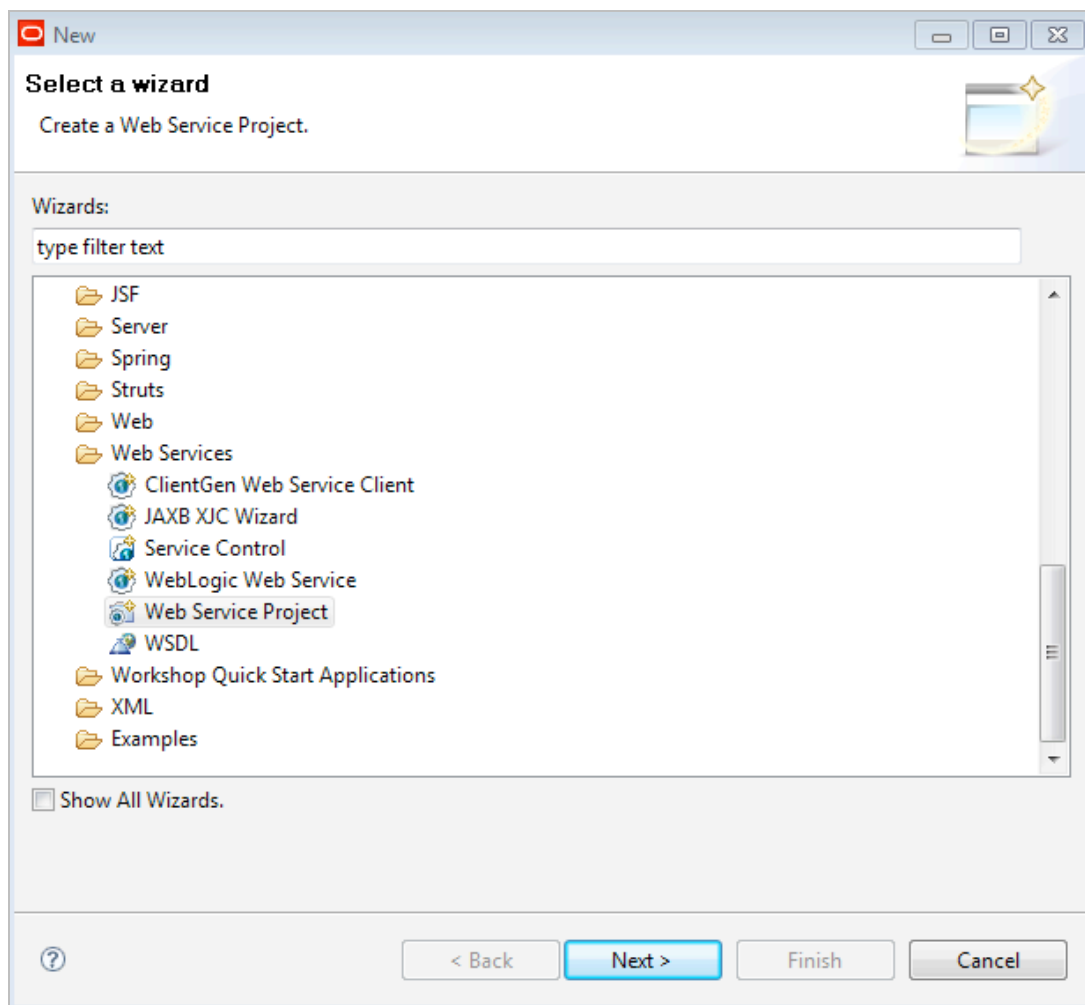 New
Select a wizard
Create a Web Service Project.
Wizards:
type filter text
JSF
Server
Spring
Struts
Web
Web Services
ClientGen Web Service Client
JAXB XJC Wizard
Service Control
WebLogic Web Service
Web Service Project
WSDL
Workshop Quick Start Applications
XML
Examples
Show All Wizards.
? < Back Next > Finish Cancel